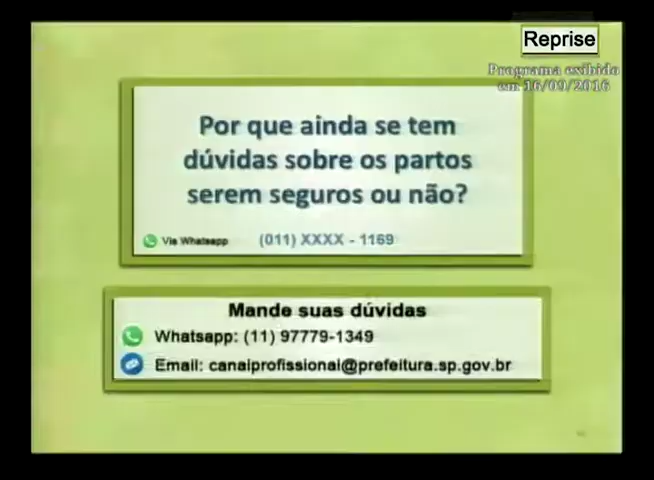 Reprise
Programa exibido
em 16/09/2016
Por que ainda se tem
dúvidas sobre os partos
serem seguros ou não?
Via Whatsapp (011) XXXX - 1169
Mande suas dúvidas
Whatsapp: (11) 97779-1349
Email: canalprofissional@prefeitura.sp.gov.br